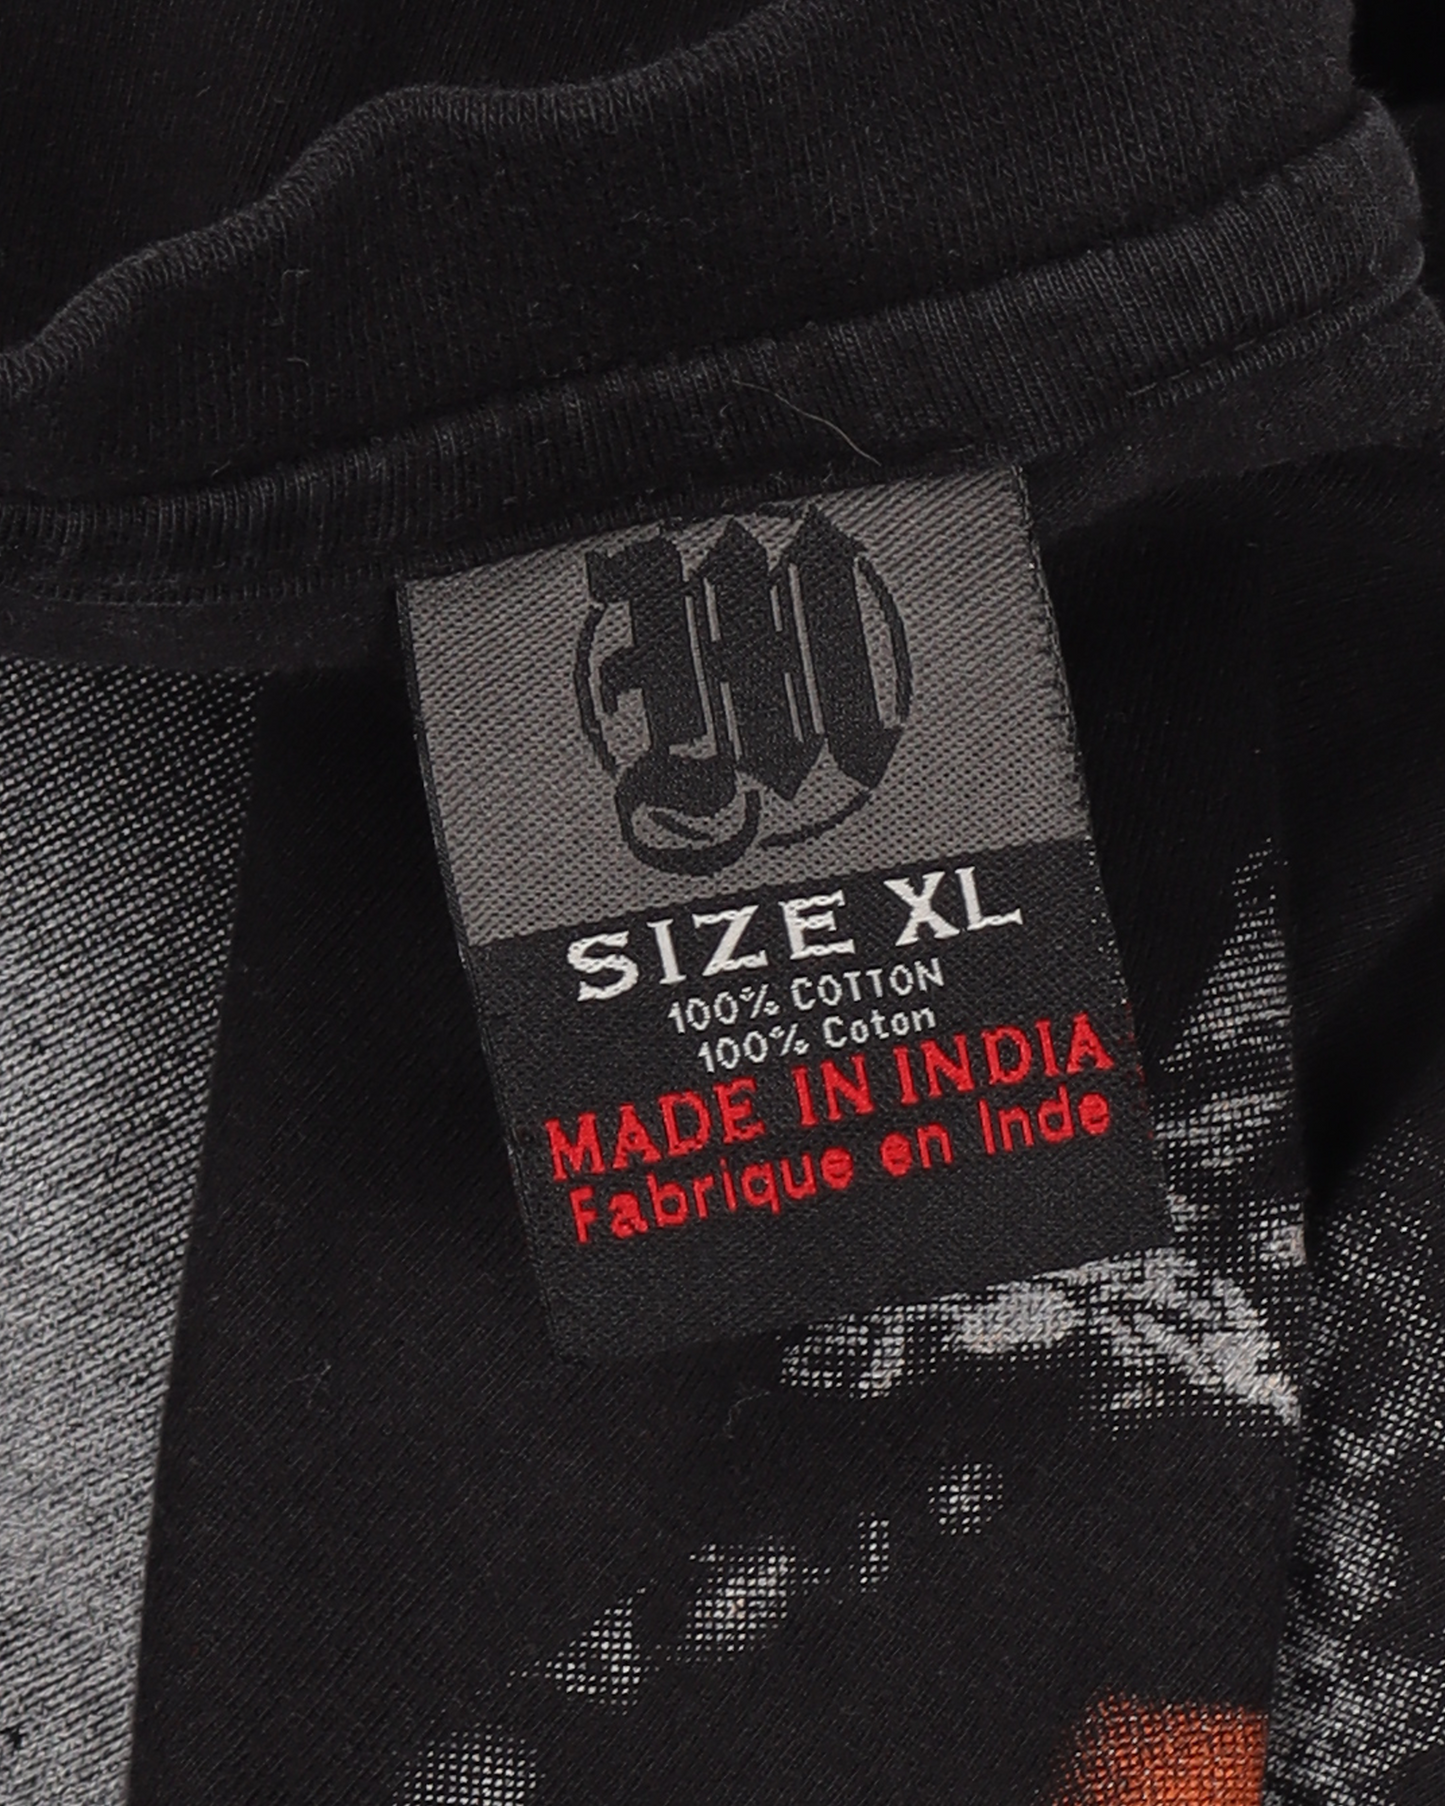 SIZE XL
100% COTTON
100% Coton
MADE IN INDIA
Fabrique en Inde